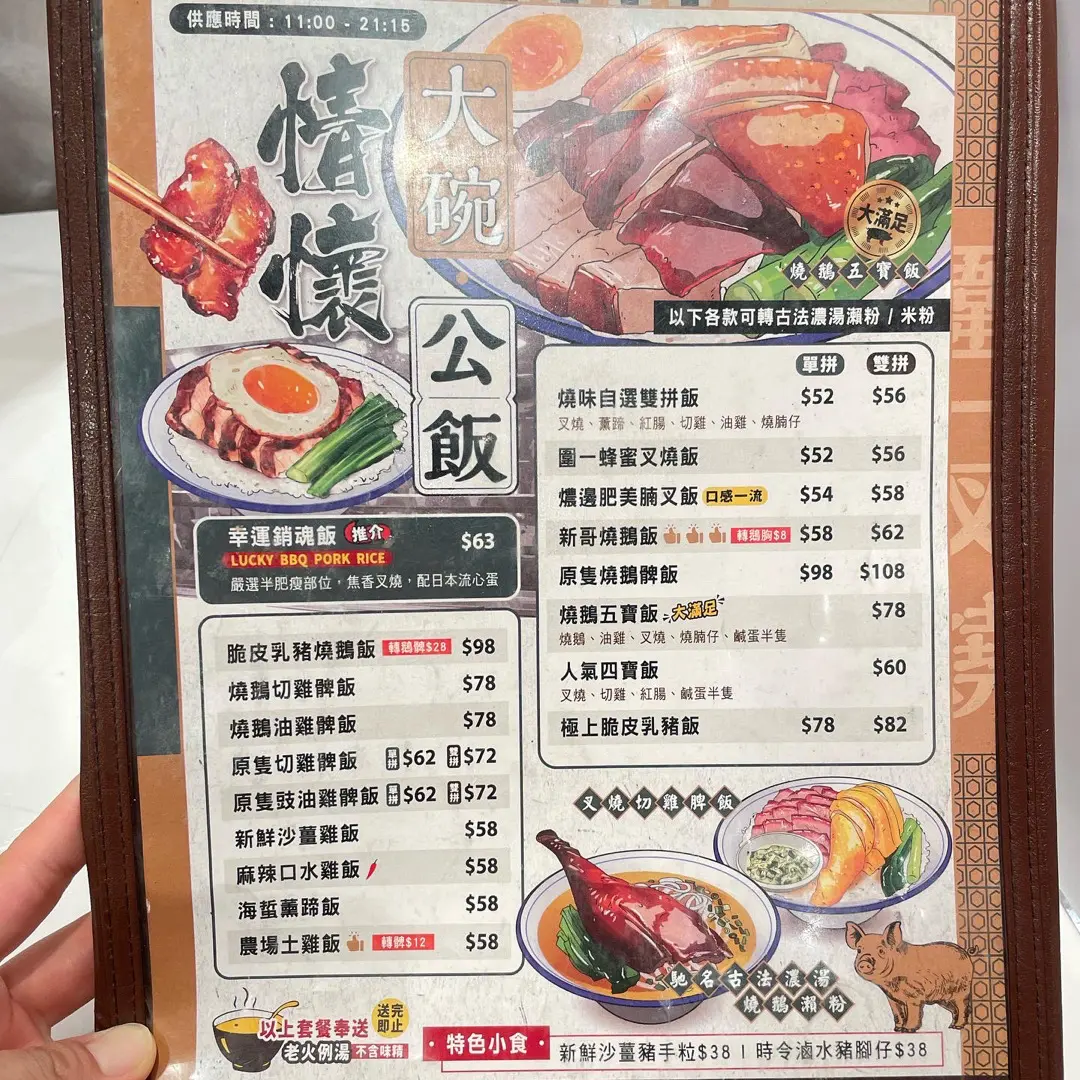 供應時間：11:00 - 21:15
情懷
大碗
公飯
大滿足
燒鵝五寶飯
以下各款可轉古法濃湯瀨粉 / 米粉
單拼 雙拼
燒味自選雙拼飯 $52 $56
叉燒、薰蹄、紅腸、切雞、油雞、燒腩仔
圍一蜂蜜叉燒飯 $52 $56
燶邊肥美腩叉飯 口感一流 $54 $58
新哥燒鵝飯 轉鵝胸$8 $58 $62
原隻燒鵝髀飯 $98 $108
燒鵝五寶飯 大滿足 $78
燒鵝、油雞、叉燒、燒腩仔、鹹蛋半隻
人氣四寶飯 $60
叉燒、切雞、紅腸、鹹蛋半隻
極上脆皮乳豬飯 $78 $82
幸運銷魂飯 推介 $63
LUCKY BBQ PORK RICE
嚴選半肥瘦部位，焦香叉燒，配日本流心蛋
脆皮乳豬燒鵝飯 轉鵝髀$28 $98
燒鵝切雞髀飯 $78
燒鵝油雞髀飯 $78
原隻切雞髀飯 單拼 $62 雙拼 $72
原隻豉油雞髀飯 單拼 $62 雙拼 $72
新鮮沙薑雞飯 $58
麻辣口水雞飯 $58
海蜇薰蹄飯 $58
農場土雞飯 轉髀$12 $58
叉燒切雞脾飯
馳名古法濃湯
燒鵝瀨粉
以上套餐奉送
老火例湯 不含味精
送完即止
特色小食
新鮮沙薑豬手粒$38 | 時令滷水豬腳仔$38